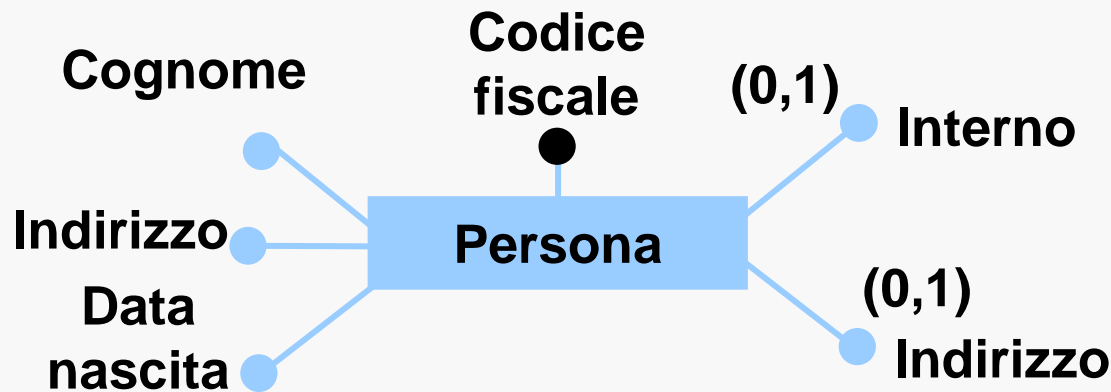 Cognome
Codice
fiscale
(0,1)
Interno
Indirizzo
Persona
Data
nascita
(0,1)
Indirizzo